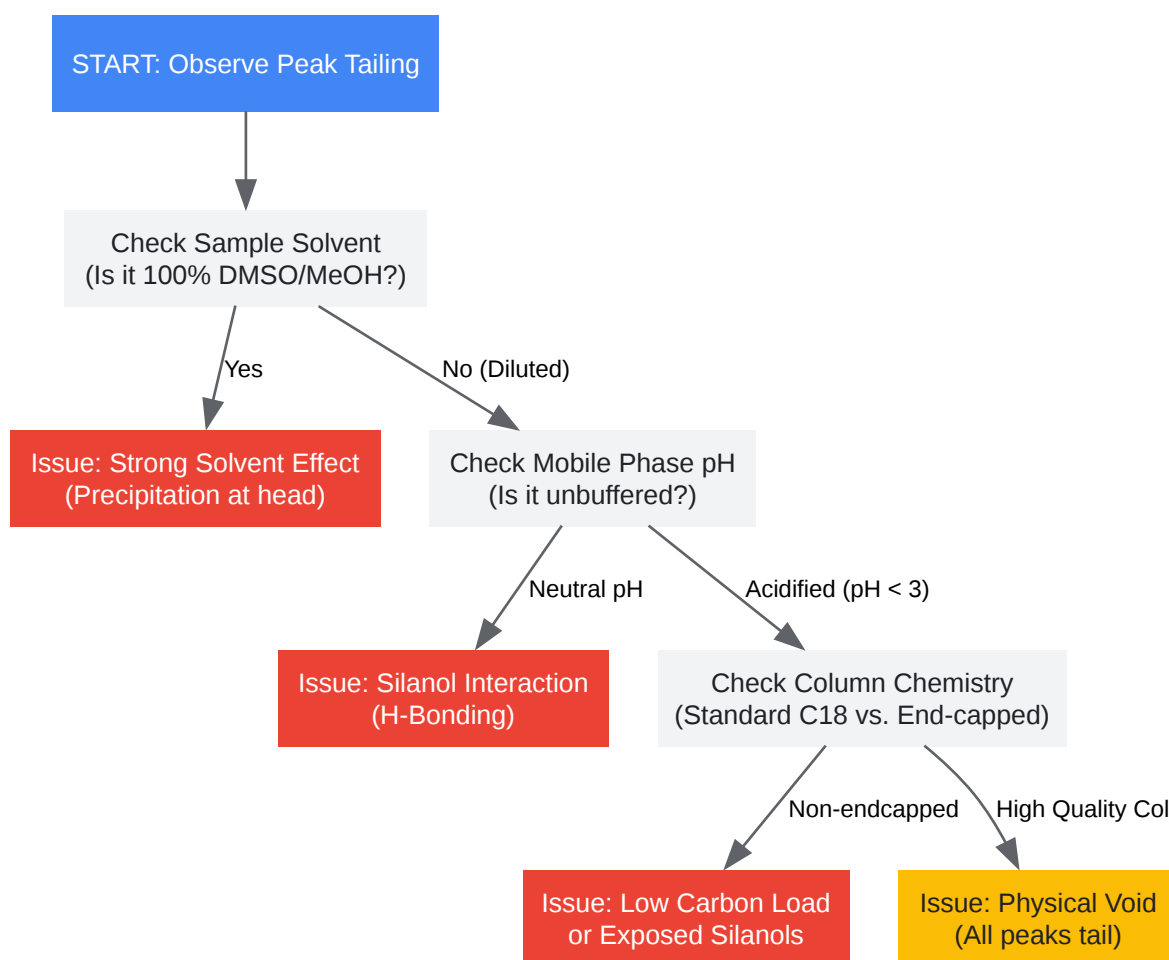 START: Observe Peak Tailing
Check Sample Solvent
(Is it 100% DMSO/MeOH?)
Yes
No (Diluted)
Issue: Strong Solvent Effect
(Precipitation at head)
Check Mobile Phase pH
(Is it unbuffered?)
Neutral pH
Acidified (pH < 3)
Issue: Silanol Interaction
(H-Bonding)
Check Column Chemistry
(Standard C18 vs. End-capped)
Non-endcapped
High Quality Col
Issue: Low Carbon Load
or Exposed Silanols
Issue: Physical Void
(All peaks tail)